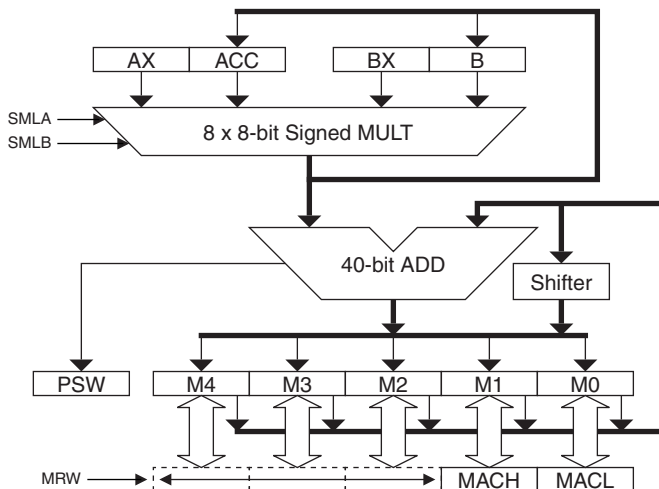 AX ACC BX B
SMLA
8 x 8-bit Signed MULT
SMLB
40-bit ADD
Shifter
PSW M4 M3 M2 M1 M0
MRW MACH MACL